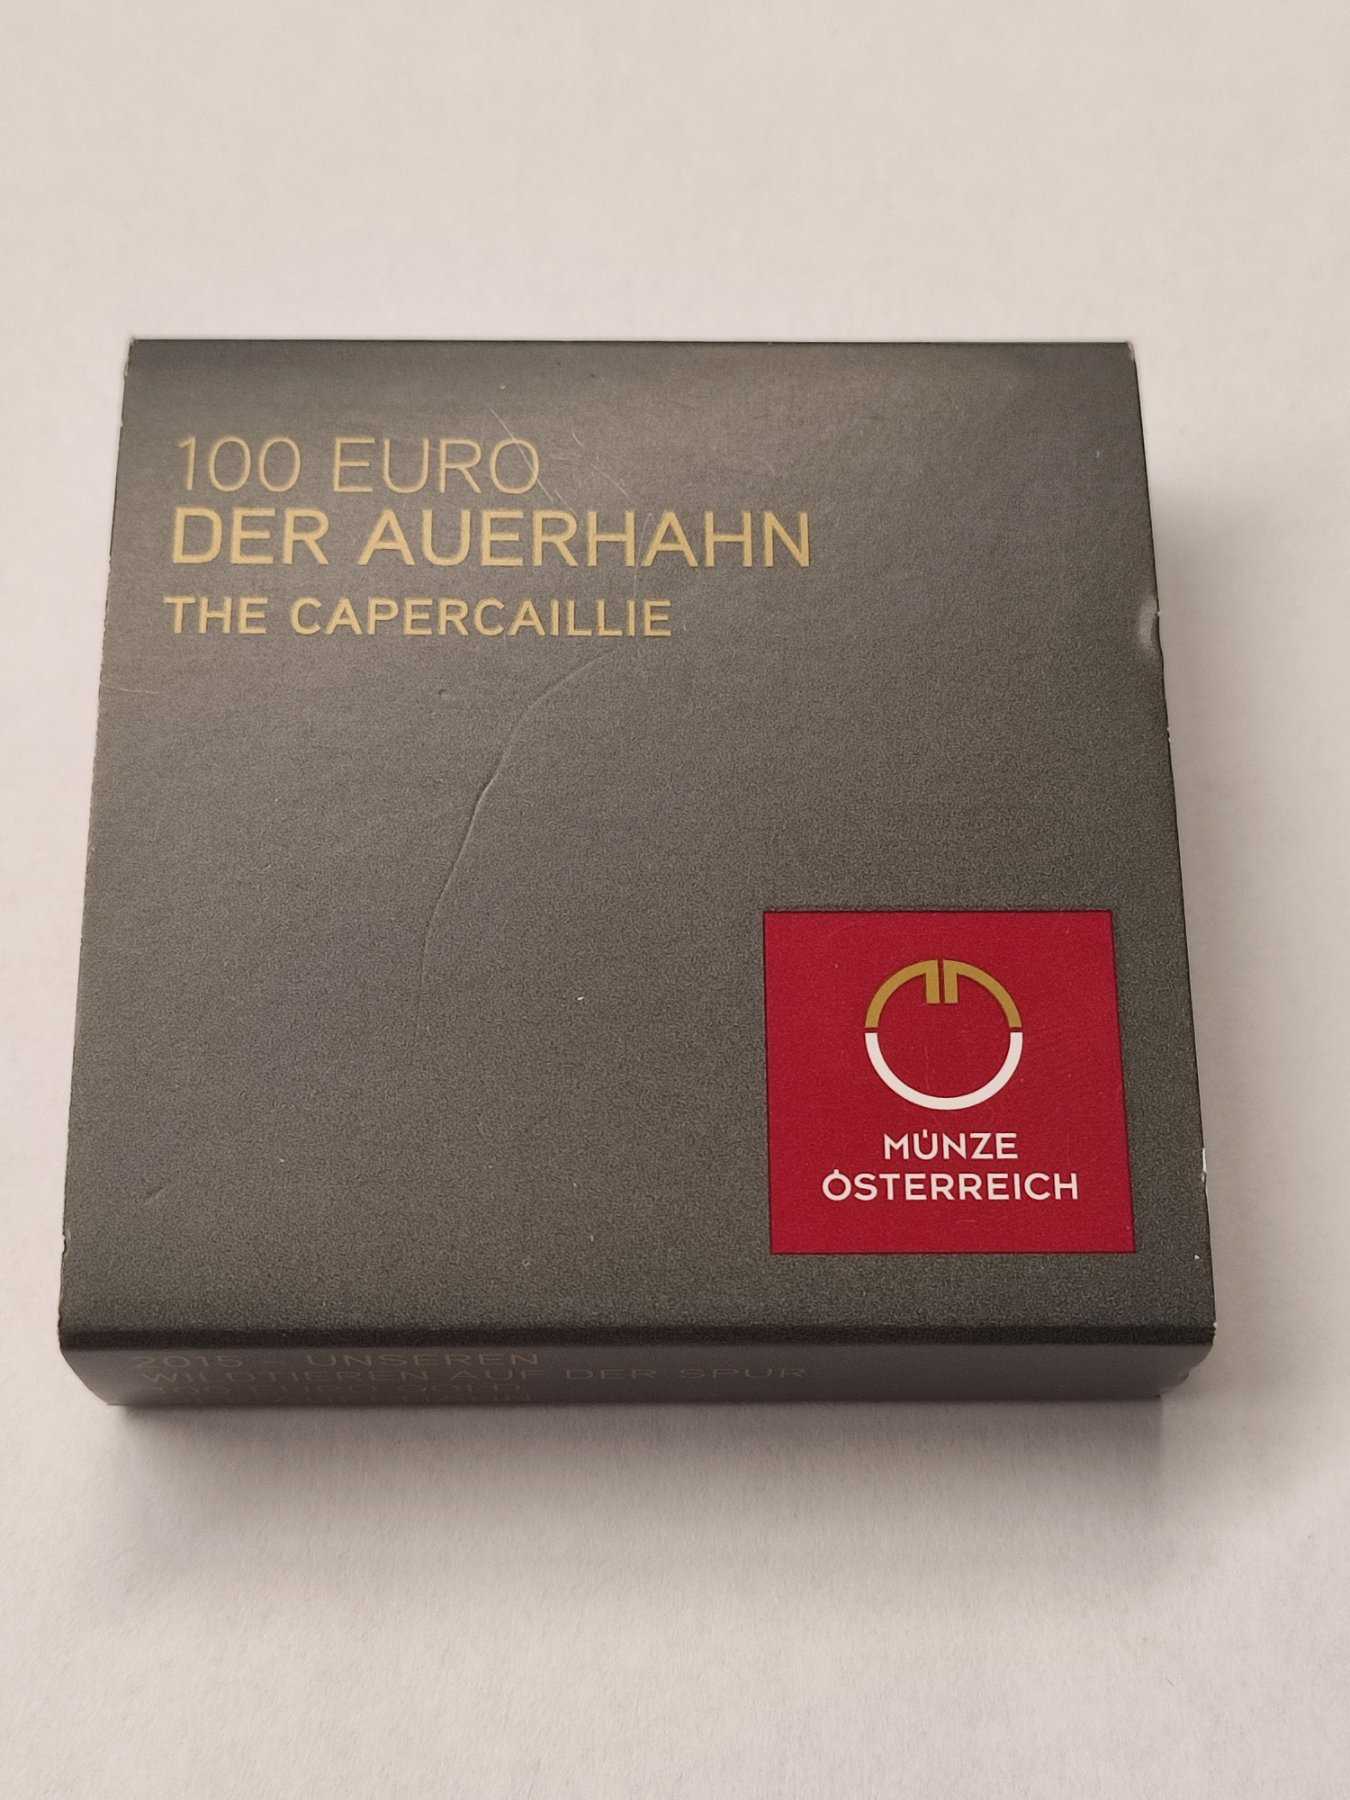 100 EURO
DER AUERHAHN
THE CAPERCAILLIE
MÜNZE
ÖSTERREICH
2015 – UNSEREN
WILDTIEREN AUF DER SPUR